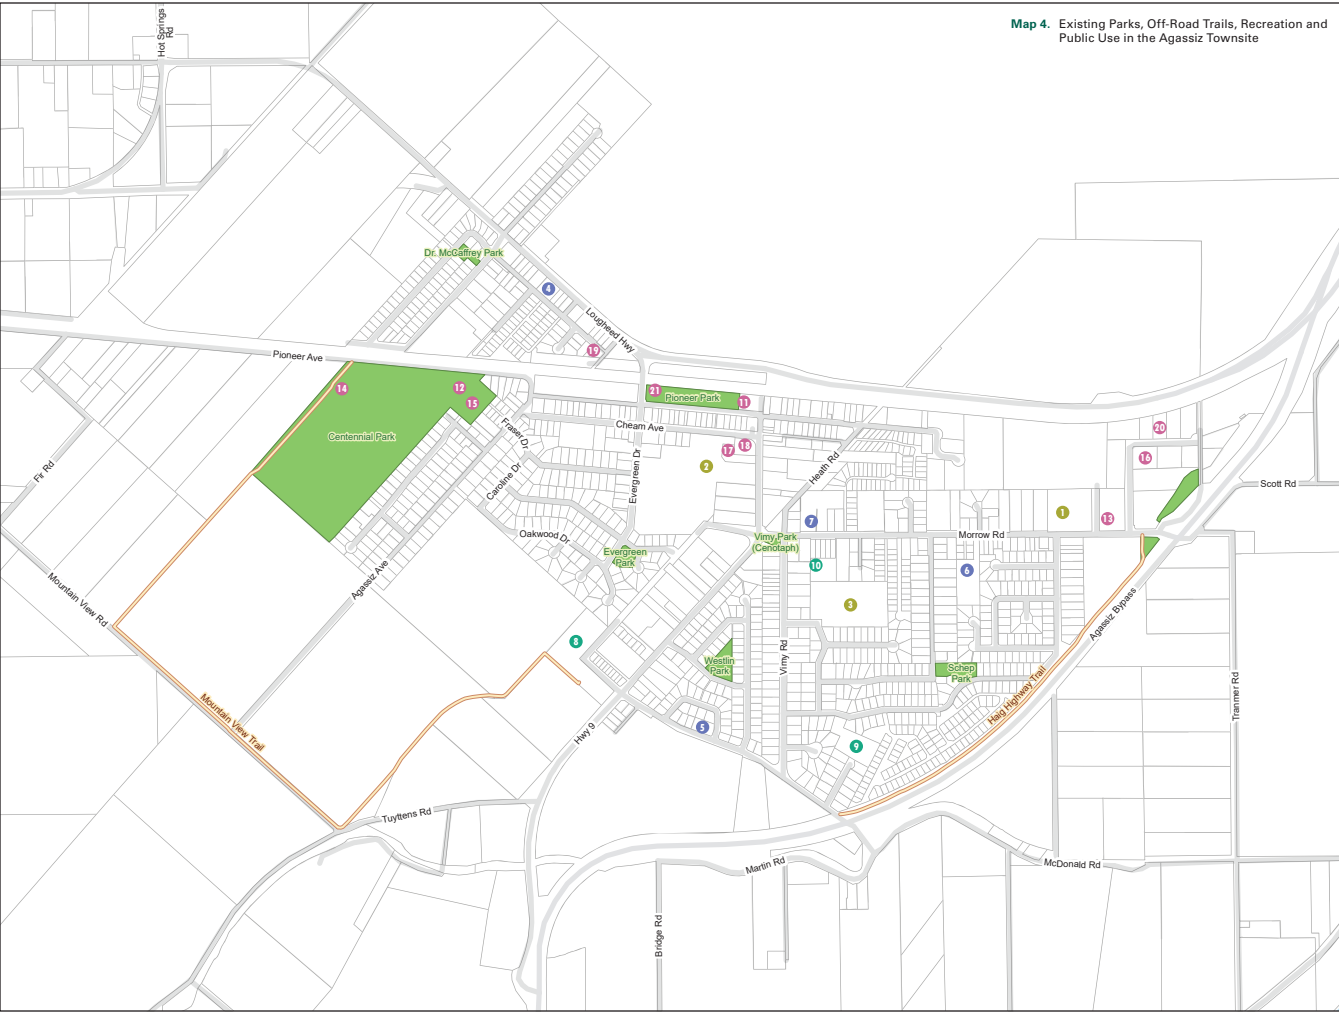 Map 4. Existing Parks, Off-Road Trails, Recreation and
Public Use in the Agassiz Townsite
Hot Springs
Rd
Dr. McCaffrey Park
4
Lougheed Hwy
19
Pioneer Ave
14
12
15
21
Pioneer Park
11
Centennial Park
Fraser Dr
Cheam Ave
17
18
2
20
16
Fir Rd
Caroline Dr
Evergreen Dr
Heath Rd
Scott Rd
1
13
7
Oakwood Dr
Vimy Park
(Cenotaph)
Morrow Rd
Evergreen
Park
10
6
Mountain View Rd
Agassiz Ave
3
Agassiz Bypass
8
Westlin
Park
Vimy Rd
Schep
Park
Haig Highway Trail
Tranmer Rd
Mountain View Trail
5
Hwy 9
9
Tuyttens Rd
Martin Rd
McDonald Rd
Bridge Rd